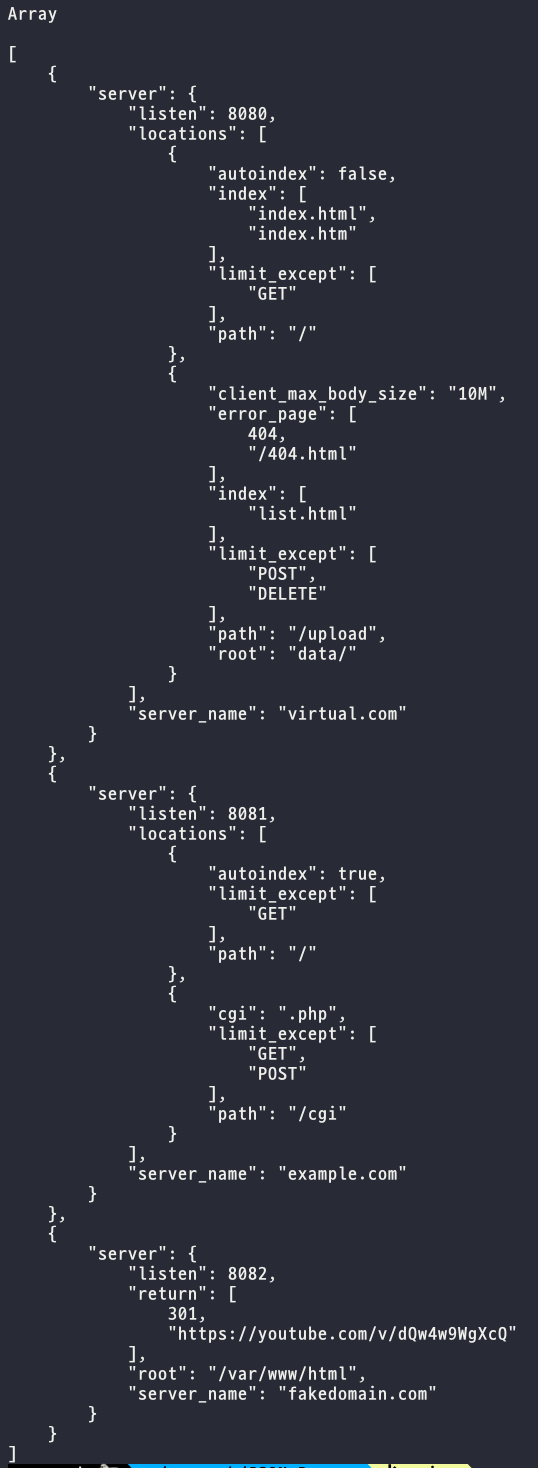 Array
[
    {
        "server": {
            "listen": 8080,
            "locations": [
                {
                    "autoindex": false,
                    "index": [
                        "index.html",
                        "index.htm"
                    ],
                    "limit_except": [
                        "GET"
                    ],
                    "path": "/"
                },
                {
                    "client_max_body_size": "10M",
                    "error_page": [
                        404,
                        "/404.html"
                    ],
                    "index": [
                        "list.html"
                    ],
                    "limit_except": [
                        "POST",
                        "DELETE"
                    ],
                    "path": "/upload",
                    "root": "data/"
                }
            ],
            "server_name": "virtual.com"
        }
    },
    {
        "server": {
            "listen": 8081,
            "locations": [
                {
                    "autoindex": true,
                    "limit_except": [
                        "GET"
                    ],
                    "path": "/"
                },
                {
                    "cgi": ".php",
                    "limit_except": [
                        "GET",
                        "POST"
                    ],
                    "path": "/cgi"
                }
            ],
            "server_name": "example.com"
        }
    },
    {
        "server": {
            "listen": 8082,
            "return": [
                301,
                "https://youtube.com/v/dQw4w9WgXcQ"
            ],
            "root": "/var/www/html",
            "server_name": "fakedomain.com"
        }
    }
]